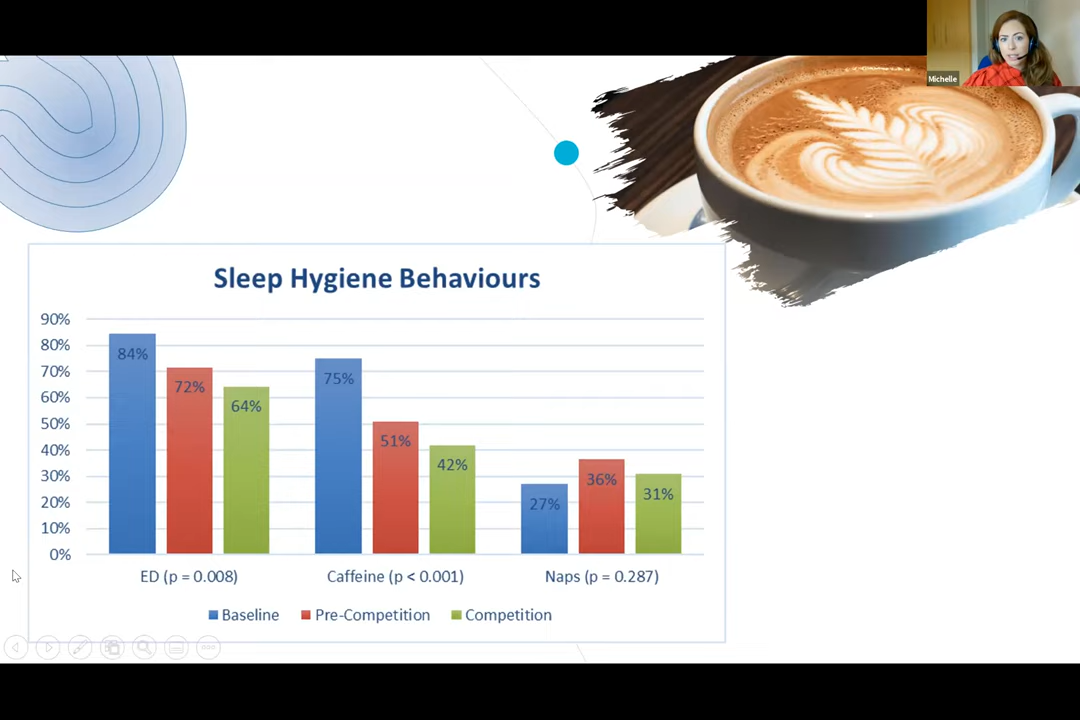 Michelle
Sleep Hygiene Behaviours
90%
80%
70%
60%
50%
40%
30%
20%
10%
0%
84%
72%
64%
75%
51%
42%
27%
36%
31%
ED (p = 0.008)
Caffeine (p < 0.001)
Naps (p = 0.287)
Baseline
Pre-Competition
Competition